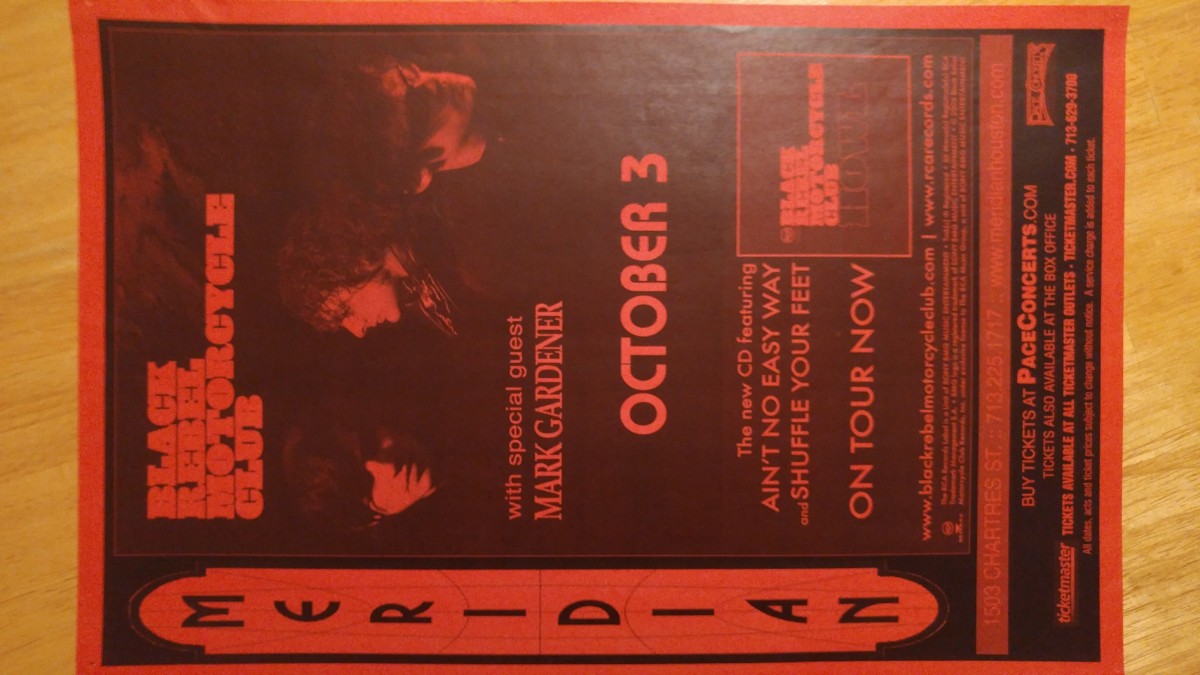 MERIDIAN
BLACK
REBEL
MOTORCYCLE
CLUB
with special guest
MARK GARDENER
OCTOBER 3
The new CD featuring
AIN'T NO EASY WAY
and SHUFFLE YOUR FEET
ON TOUR NOW
BLACK
REBEL
MOTORCYCLE
CLUB
HOWL
www.blackrebelmotorcycleclub.com | www.rcarecords.com
1503 CHARTRES ST. :: 713.225.1717 :: www.meridianhouston.com
BUY TICKETS AT PACECONCERTS.COM
TICKETS ALSO AVAILABLE AT THE BOX OFFICE
ticketmaster TICKETS AVAILABLE AT ALL TICKETMASTER OUTLETS · TICKETMASTER.COM · 713-629-3700
All dates, acts and ticket prices subject to change without notice. A service charge is added to each ticket.
PACE CONCERTS